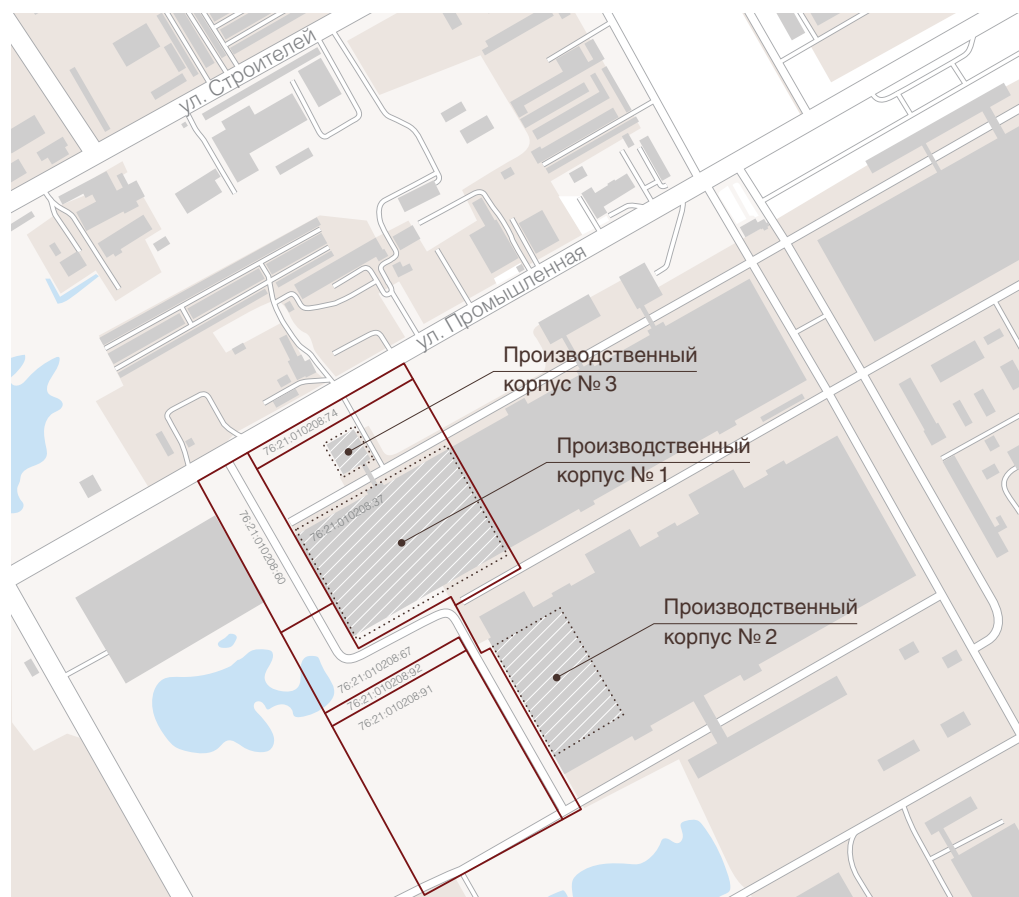 ул. Строителей
ул. Промышленная
Производственный
корпус № 3
76:21:010208:74
Производственный
корпус № 1
76:21:010208:37
76:21:010208:60
Производственный
корпус № 2
76:21:010208:67
76:21:010208:92
76:21:010208:91